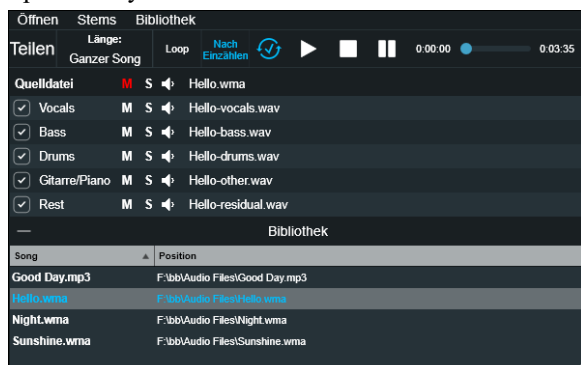 Öffnen Stems Bibliothek
Teilen Länge: Ganzer Song Loop Nach Einzählen 0:00:00 0:03:35
Quelldatei M S Hello.wma
Vocals M S Hello-vocals.wav
Bass M S Hello-bass.wav
Drums M S Hello-drums.wav
Gitarre/Piano M S Hello-other.wav
Rest M S Hello-residual.wav
Bibliothek
Song Position
Good Day.mp3 F:\bb\Audio Files\Good Day.mp3
Hello.wma F:\bb\Audio Files\Hello.wma
Night.wma F:\bb\Audio Files\Night.wma
Sunshine.wma F:\bb\Audio Files\Sunshine.wma